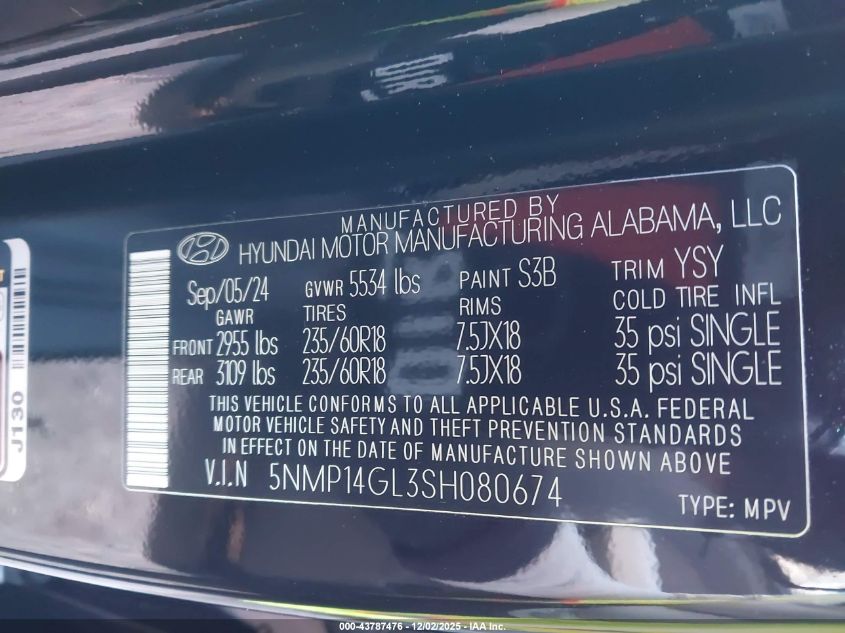 MANUFACTURED BY
HYUNDAI MOTOR MANUFACTURING ALABAMA, LLC
Sep/05/24 GVWR 5534 lbs PAINT S3B TRIM YSY
GAWR TIRES RIMS COLD TIRE INFL
FRONT 2955 lbs 235/60R18 7.5JX18 35 psi SINGLE
REAR 3109 lbs 235/60R18 7.5JX18 35 psi SINGLE
THIS VEHICLE CONFORMS TO ALL APPLICABLE U.S.A. FEDERAL
MOTOR VEHICLE SAFETY AND THEFT PREVENTION STANDARDS
IN EFFECT ON THE DATE OF MANUFACTURE SHOWN ABOVE
V.I.N 5NMP14GL3SH080674
TYPE: MPV
J130
000-43787476 - 12/02/2025 - IAA Inc.